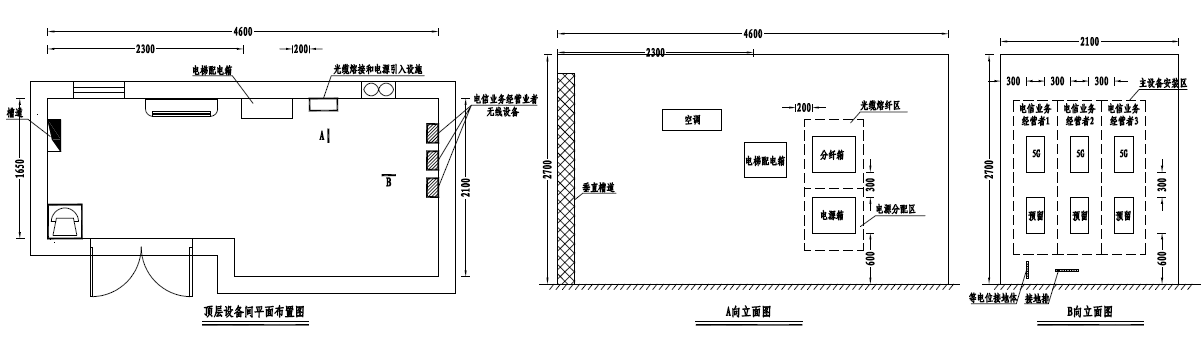 4600
2300
200
电梯配电箱
光缆熔接和电源引入设施
电信业务经营业者
无线设备
槽道
1650
A
B
2100
顶层设备间平面布置图
4600
2300
2700
200
光缆熔纤区
空调
电梯配电箱
分纤箱
300
垂直槽道
电源箱
电源分配区
600
A向立面图
2100
300
300
300
主设备安装区
电信业务
经营者1
电信业务
经营者2
电信业务
经营者3
2700
5G
5G
5G
300
预留
预留
预留
600
等电位接地体
接地排
B向立面图